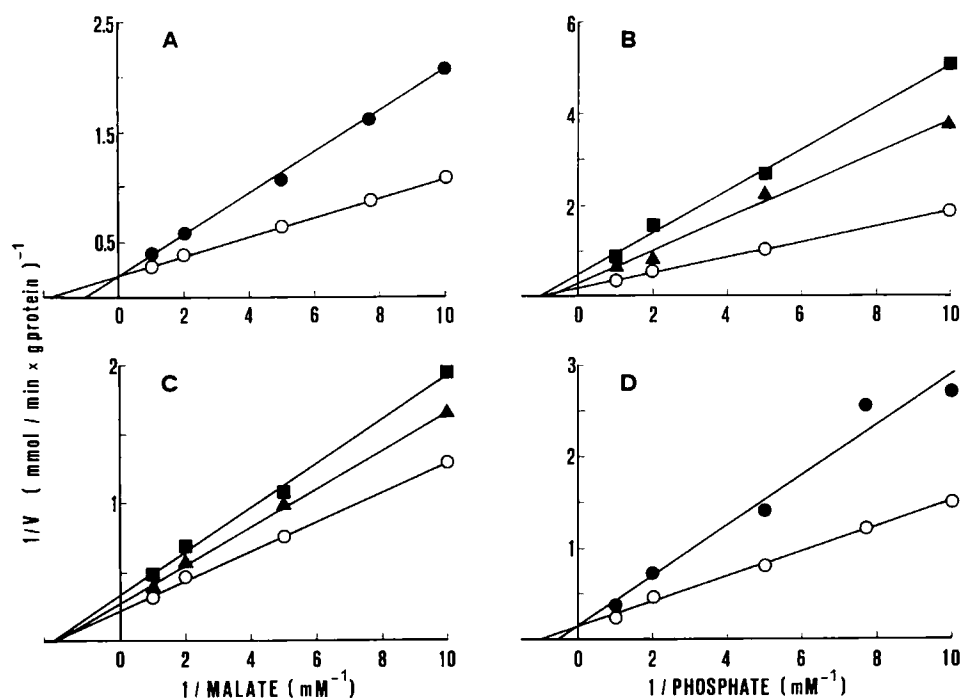 A
2.5
1.5
0.5
0 2 4 6 8 10
B
6
4
2
0 2 4 6 8 10
C
2
1
0 2 4 6 8 10
1/MALATE (mM⁻¹)
D
3
2
1
0 2 4 6 8 10
1/PHOSPHATE (mM⁻¹)
1/V (mmol/min × g protein)⁻¹